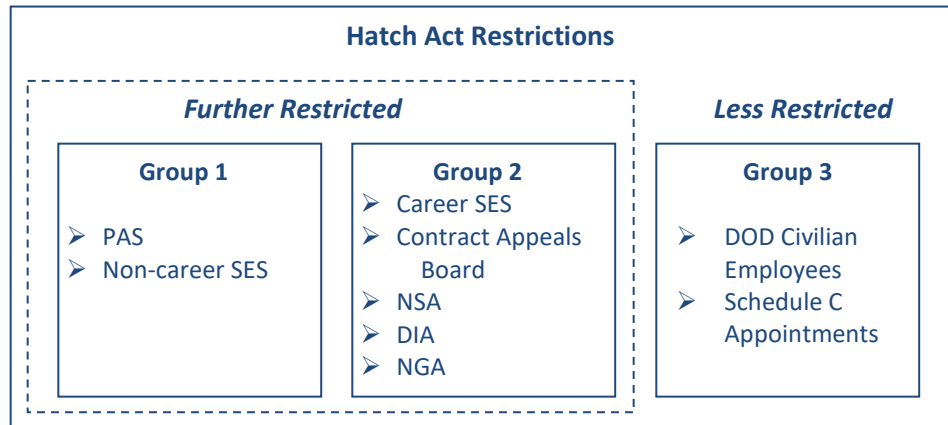 Hatch Act Restrictions
Further Restricted
Less Restricted
Group 1
➢ PAS
➢ Non-career SES
Group 2
➢ Career SES
➢ Contract Appeals
Board
➢ NSA
➢ DIA
➢ NGA
Group 3
➢ DOD Civilian
Employees
➢ Schedule C
Appointments